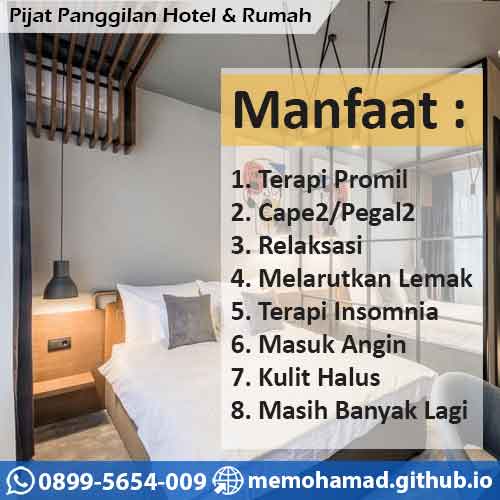 Pijat Panggilan Hotel & Rumah
Manfaat :
1. Terapi Promil
2. Cape2/Pegal2
3. Relaksasi
4. Melarutkan Lemak
5. Terapi Insomnia
6. Masuk Angin
7. Kulit Halus
8. Masih Banyak Lagi
0899-5654-009 memohamad.github.io